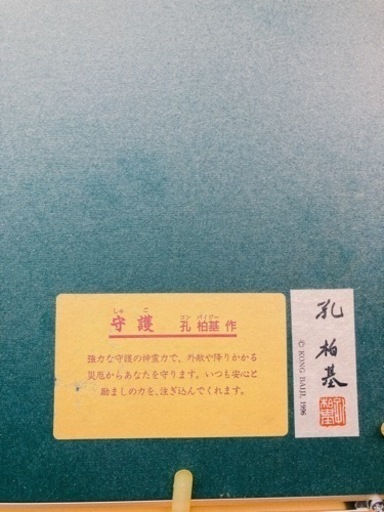 しゅ ご
守護
コン パイジー
孔 柏基 作
強力な守護の神霊力で、外敵や降りかかる
災厄からあなたを守ります。いつも安心と
励ましの力を、注ぎ込んでくれます。
孔柏基
© KONG BAIJI, 1996